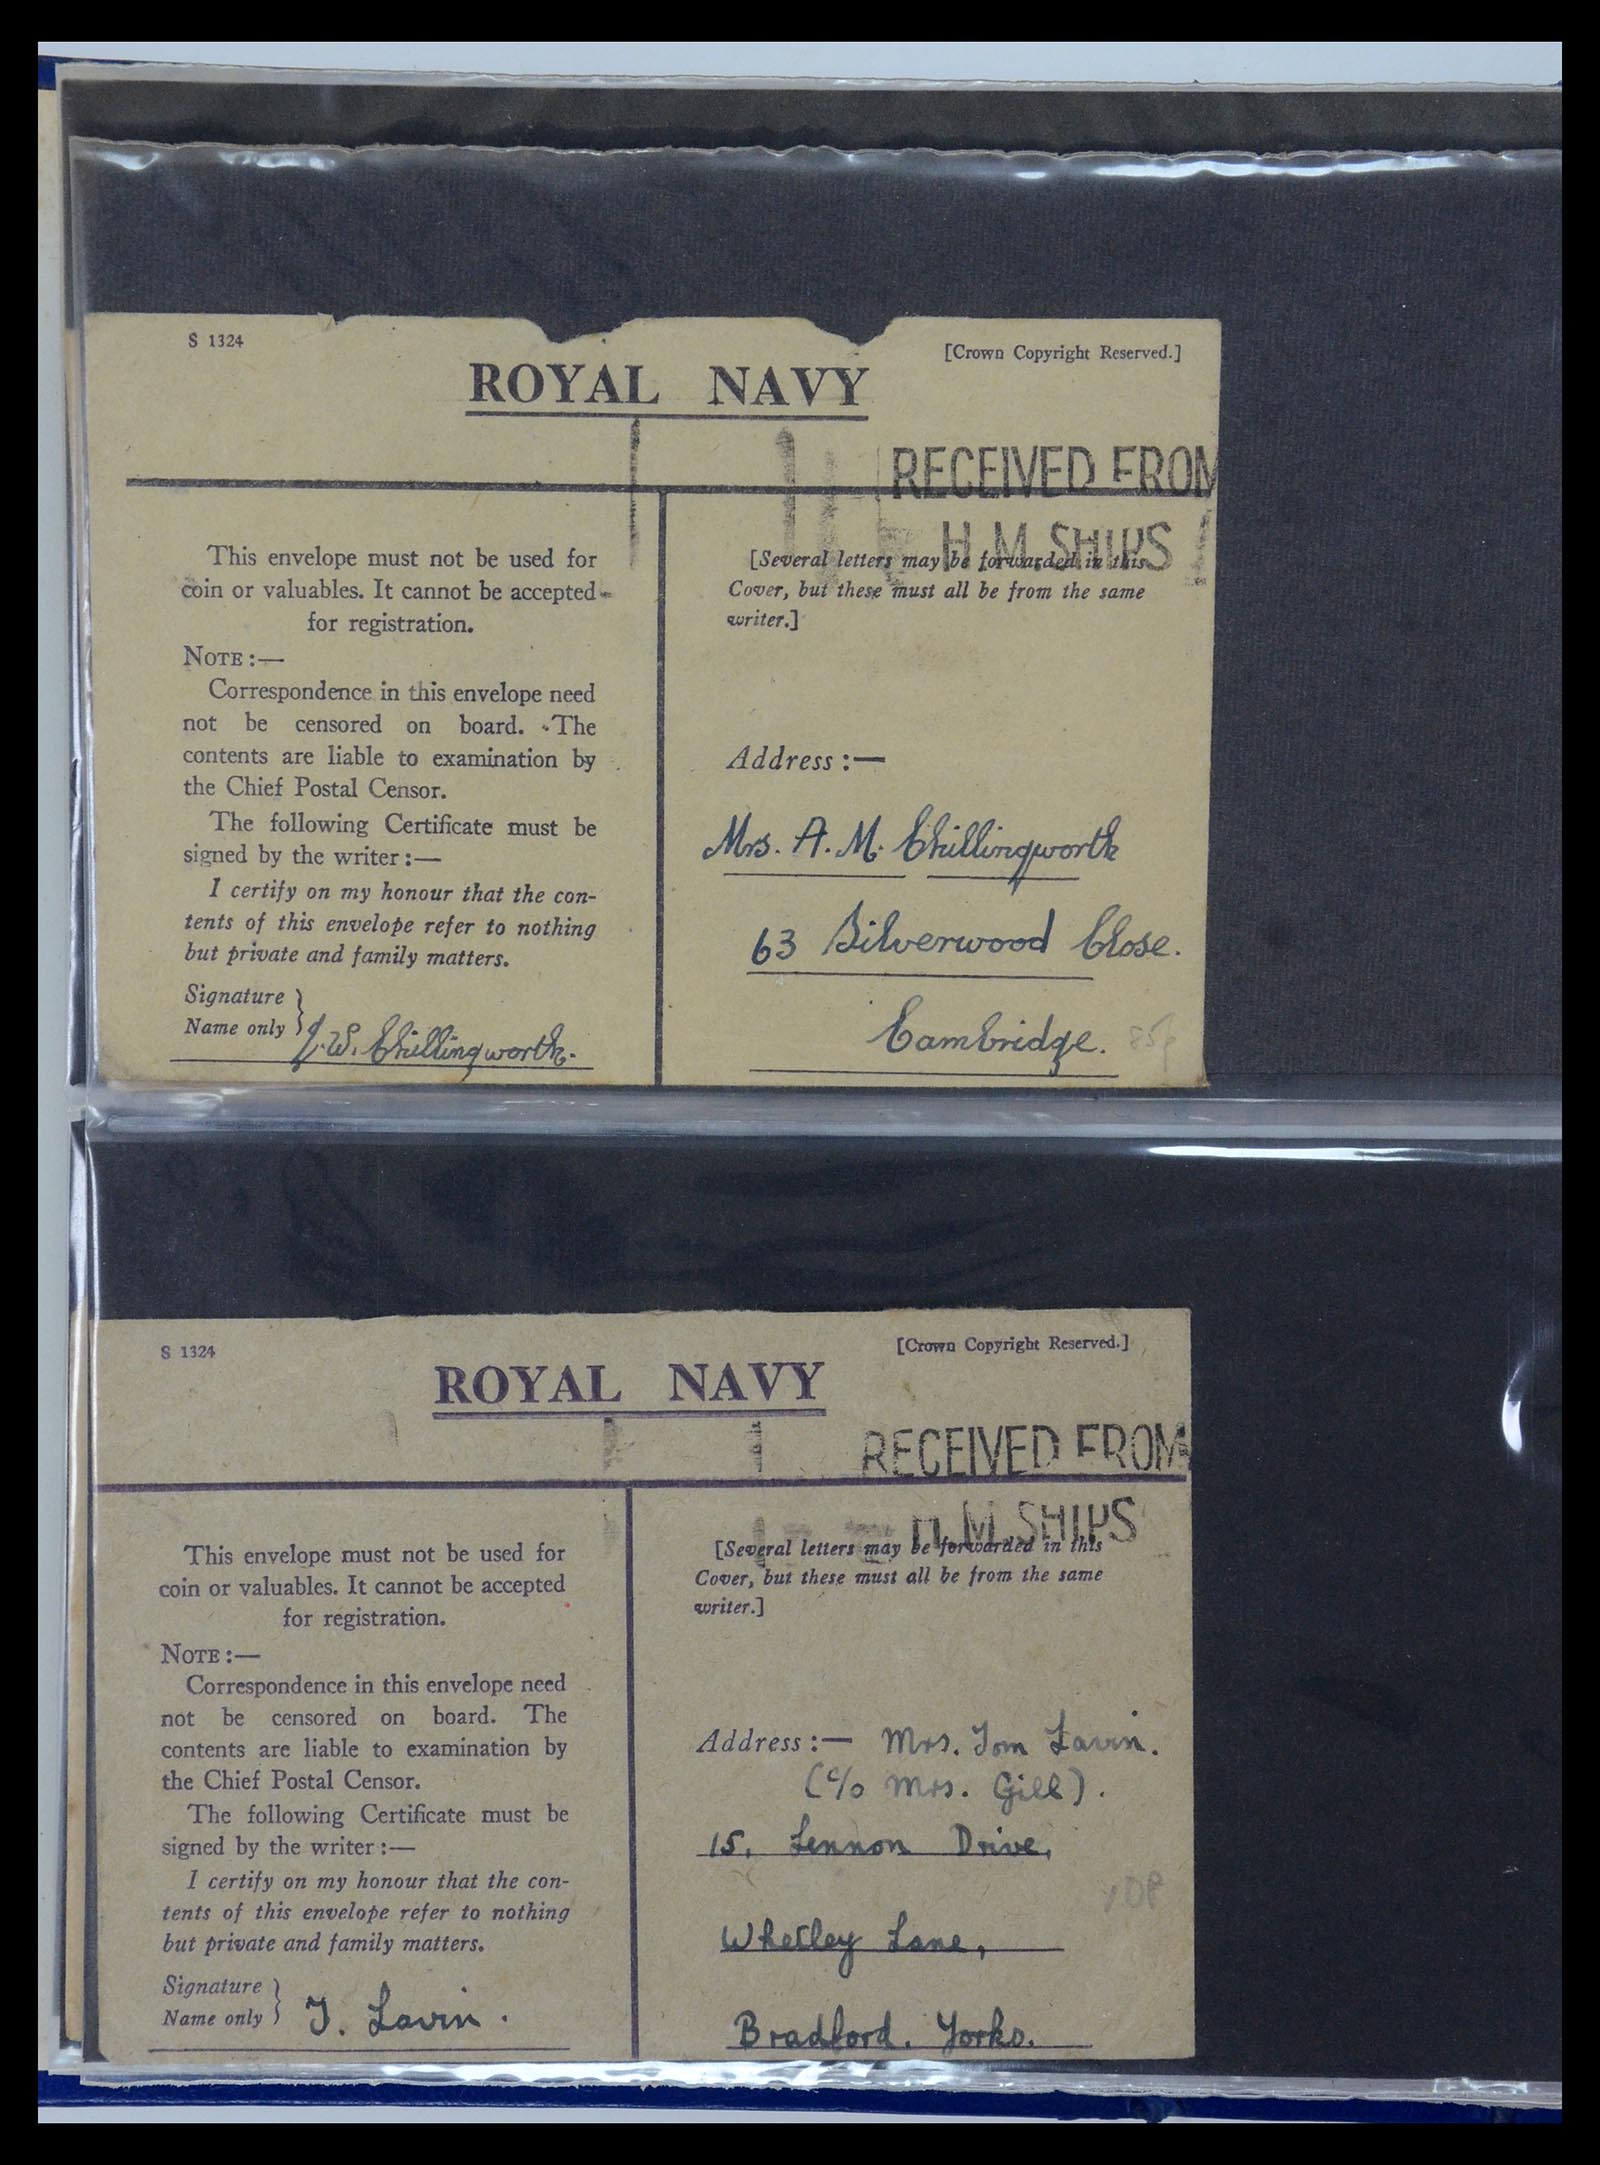 S 1324
[Crown Copyright Reserved.]
ROYAL NAVY
RECEIVED FROM
H.M.SHIPS
This envelope must not be used for
coin or valuables. It cannot be accepted
for registration.
NOTE :—
Correspondence in this envelope need
not be censored on board. The
contents are liable to examination by
the Chief Postal Censor.
The following Certificate must be
signed by the writer :—
I certify on my honour that the con-
tents of this envelope refer to nothing
but private and family matters.
Signature
Name only
J.W. Chillingworth.
[Several letters may be forwarded in this
Cover, but these must all be from the same
writer.]
Address :—
Mrs. A. M. Chillingworth
63 Silverwood Close.
Cambridge.
85p
S 1324
[Crown Copyright Reserved.]
ROYAL NAVY
RECEIVED FROM
H.M.SHIPS
This envelope must not be used for
coin or valuables. It cannot be accepted
for registration.
NOTE :—
Correspondence in this envelope need
not be censored on board. The
contents are liable to examination by
the Chief Postal Censor.
The following Certificate must be
signed by the writer :—
I certify on my honour that the con-
tents of this envelope refer to nothing
but private and family matters.
Signature
Name only
T. Lavin.
[Several letters may be forwarded in this
Cover, but these must all be from the same
writer.]
Address :— Mrs. Tom Lavin.
(c/o Mrs. Gill).
15, Lennon Drive,
Whetley Lane,
Bradford. Yorks.